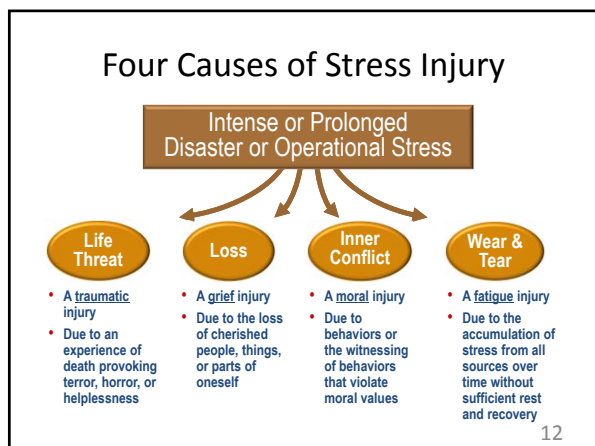 Four Causes of Stress Injury
Intense or Prolonged
Disaster or Operational Stress
Life
Threat
• A traumatic
injury
• Due to an
experience of
death provoking
terror, horror, or
helplessness
Loss
• A grief injury
• Due to the loss
of cherished
people, things,
or parts of
oneself
Inner
Conflict
• A moral injury
• Due to
behaviors or
the witnessing
of behaviors
that violate
moral values
Wear &
Tear
• A fatigue injury
• Due to the
accumulation of
stress from all
sources over
time without
sufficient rest
and recovery
12